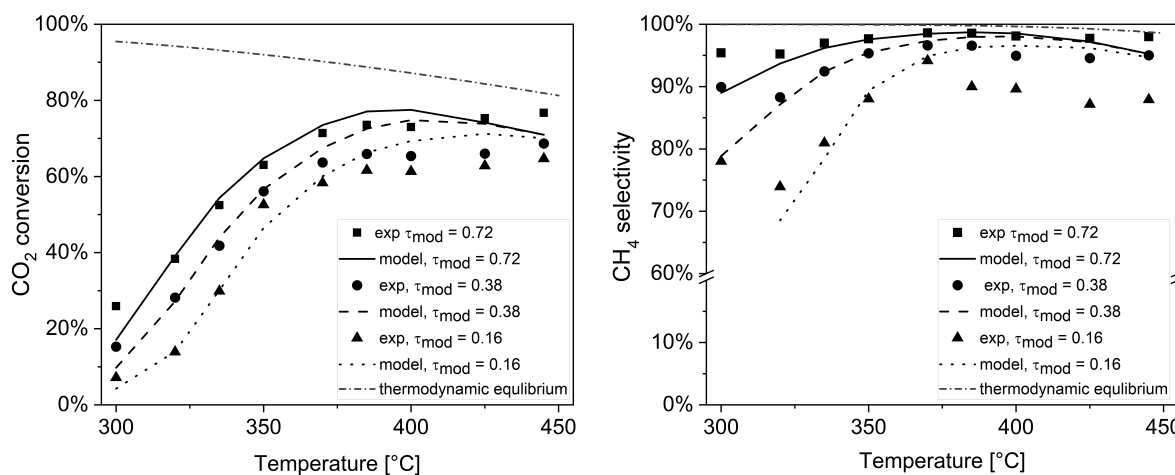 100%
80%
60%
40%
20%
0%
CO₂ conversion
exp τmod = 0.72
model, τmod = 0.72
exp, τmod = 0.38
model, τmod = 0.38
exp, τmod = 0.16
model, τmod = 0.16
thermodynamic equlibrium
300 350 400 450
Temperature [°C]
100%
90%
80%
70%
60%
10%
0%
CH₄ selectivity
exp τmod = 0.72
model, τmod = 0.72
exp, τmod = 0.38
model, τmod = 0.38
exp, τmod = 0.16
model, τmod = 0.16
thermodynamic equlibrium
300 350 400 450
Temperature [°C]